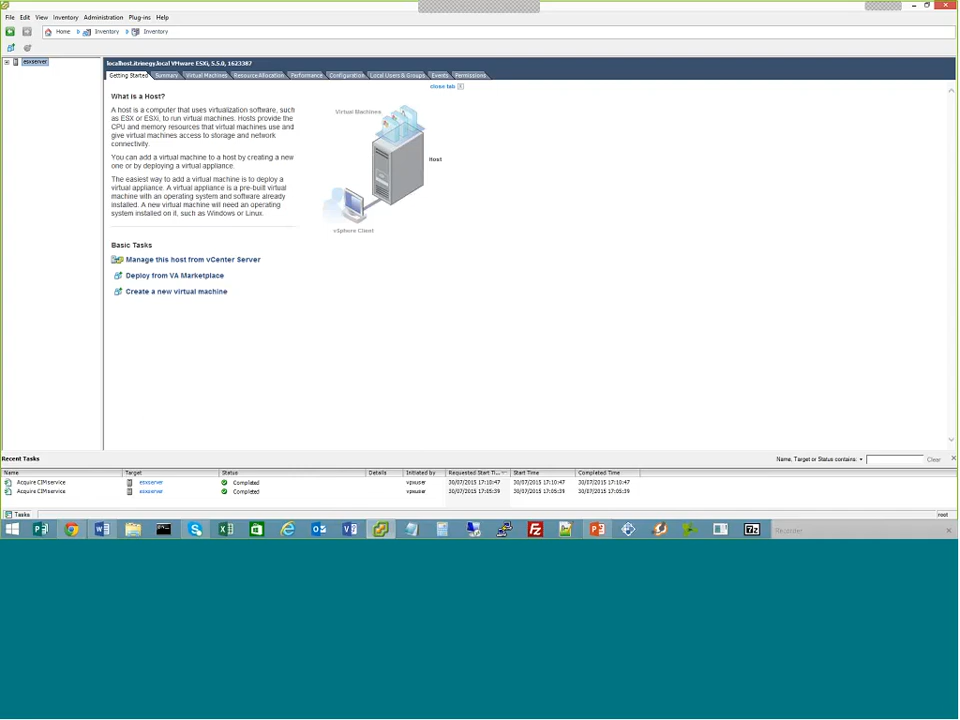 File Edit View Inventory Administration Plug-ins Help
Home Inventory Inventory
esxserver
localhost.itrinegy.local VMware ESXi, 5.5.0, 1623387
Getting Started Summary Virtual Machines Resource Allocation Performance Configuration Local Users & Groups Events Permissions
close tab
What is a Host?
A host is a computer that uses virtualization software, such
as ESX or ESXi, to run virtual machines. Hosts provide the
CPU and memory resources that virtual machines use and
give virtual machines access to storage and network
connectivity.
You can add a virtual machine to a host by creating a new
one or by deploying a virtual appliance.
The easiest way to add a virtual machine is to deploy a
virtual appliance. A virtual appliance is a pre-built virtual
machine with an operating system and software already
installed. A new virtual machine will need an operating
system installed on it, such as Windows or Linux.
Virtual Machines
Host
vSphere Client
Basic Tasks
Manage this host from vCenter Server
Deploy from VA Marketplace
Create a new virtual machine
Recent Tasks
Name, Target or Status contains: Clear
Name Target Status Details Initiated by Requested Start Ti... Start Time Completed Time
Acquire CIM service esxserver Completed vpxuser 30/07/2015 17:10:47 30/07/2015 17:10:47 30/07/2015 17:10:47
Acquire CIM service esxserver Completed vpxuser 30/07/2015 17:05:39 30/07/2015 17:05:39 30/07/2015 17:05:39
Tasks root
Recorder